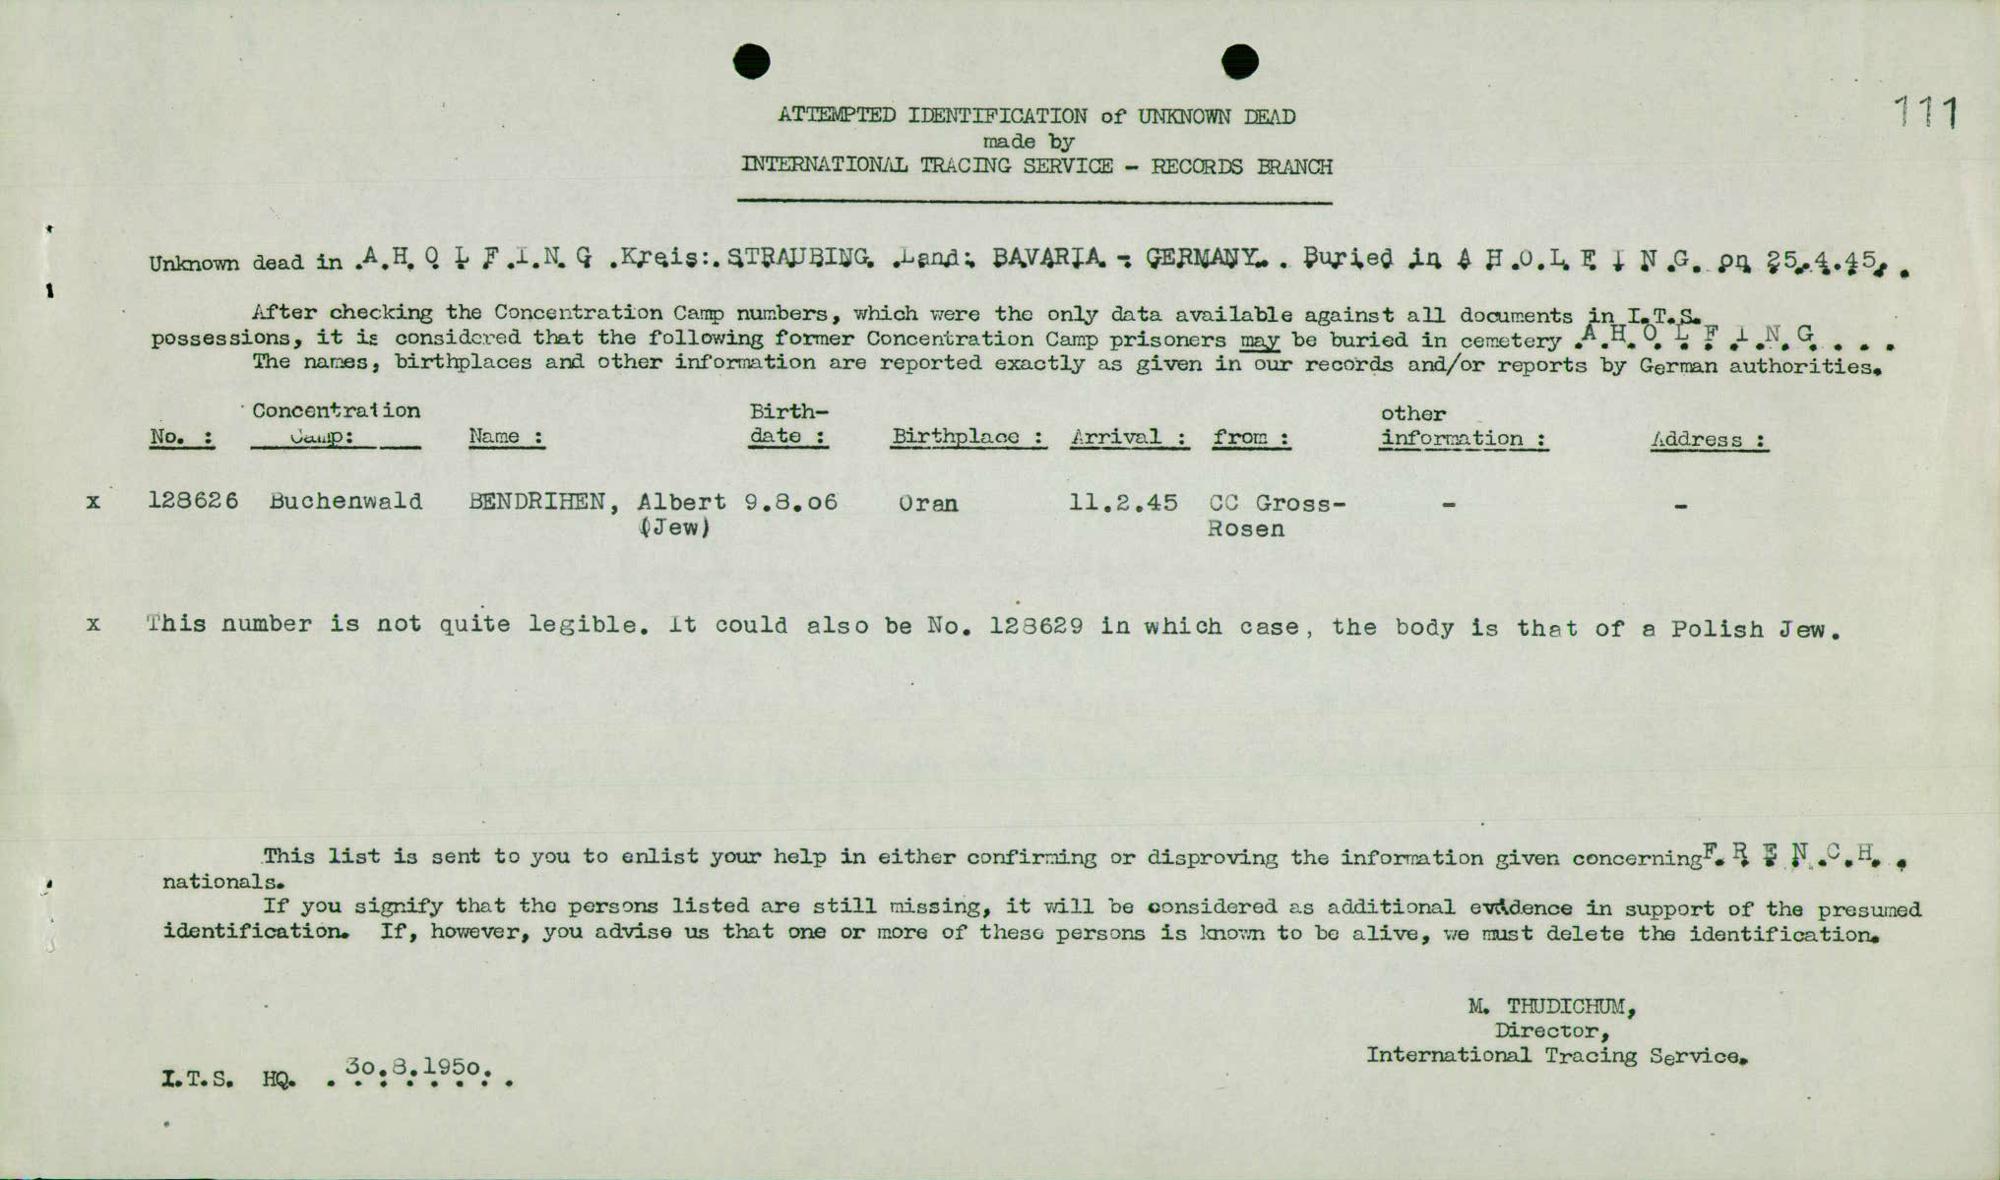 111
ATTEMPTED IDENTIFICATION of UNKNOWN DEAD
made by
INTERNATIONAL TRACING SERVICE - RECORDS BRANCH
Unknown dead in .A.H.O.L.F.I.N.G .Kreis:.STRAUBING. .Land: BAVARIA.- GERMANY.. . Buried in A H.O.L F I N.G. on 25.4.45. .
After checking the Concentration Camp numbers, which were the only data available against all documents in I.T.S.
possessions, it is considered that the following former Concentration Camp prisoners may be buried in cemetery .A.H.O.L.F.I.N.G. . . .
The names, birthplaces and other information are reported exactly as given in our records and/or reports by German authorities.
Concentration Birth- other
No. : Camp: Name : date : Birthplace : Arrival : from : information : Address :
x 128626 Buchenwald BENDRIHEN, Albert 9.8.06 Oran 11.2.45 CC Gross- - -
(Jew) Rosen
x This number is not quite legible. It could also be No. 128629 in which case, the body is that of a Polish Jew.
This list is sent to you to enlist your help in either confirming or disproving the information given concerning F.R.E.N.C.H. .
nationals.
If you signify that the persons listed are still missing, it will be considered as additional evidence in support of the presumed
identification. If, however, you advise us that one or more of these persons is known to be alive, we must delete the identification.
M. THUDICHUM,
Director,
International Tracing Service.
I.T.S. HQ. . 30.8.1950. .